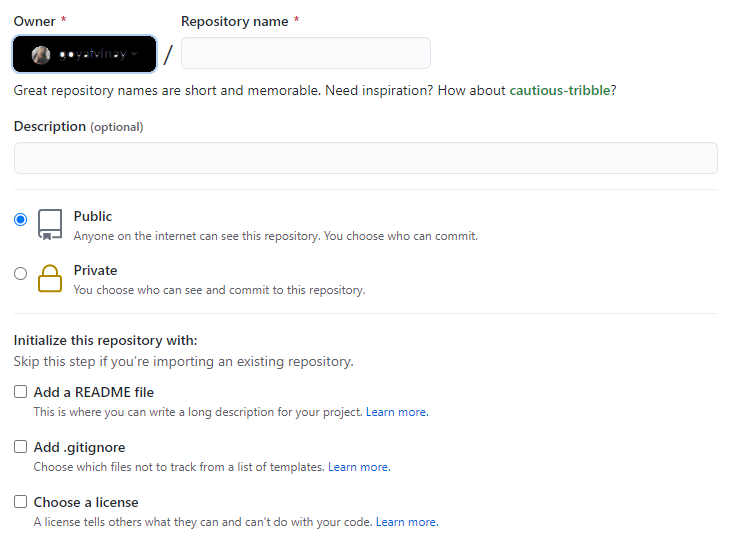 Owner *
Repository name *
/
Great repository names are short and memorable. Need inspiration? How about cautious-tribble?
Description (optional)
Public
Anyone on the internet can see this repository. You choose who can commit.
Private
You choose who can see and commit to this repository.
Initialize this repository with:
Skip this step if you're importing an existing repository.
Add a README file
This is where you can write a long description for your project. Learn more.
Add .gitignore
Choose which files not to track from a list of templates. Learn more.
Choose a license
A license tells others what they can and can't do with your code. Learn more.